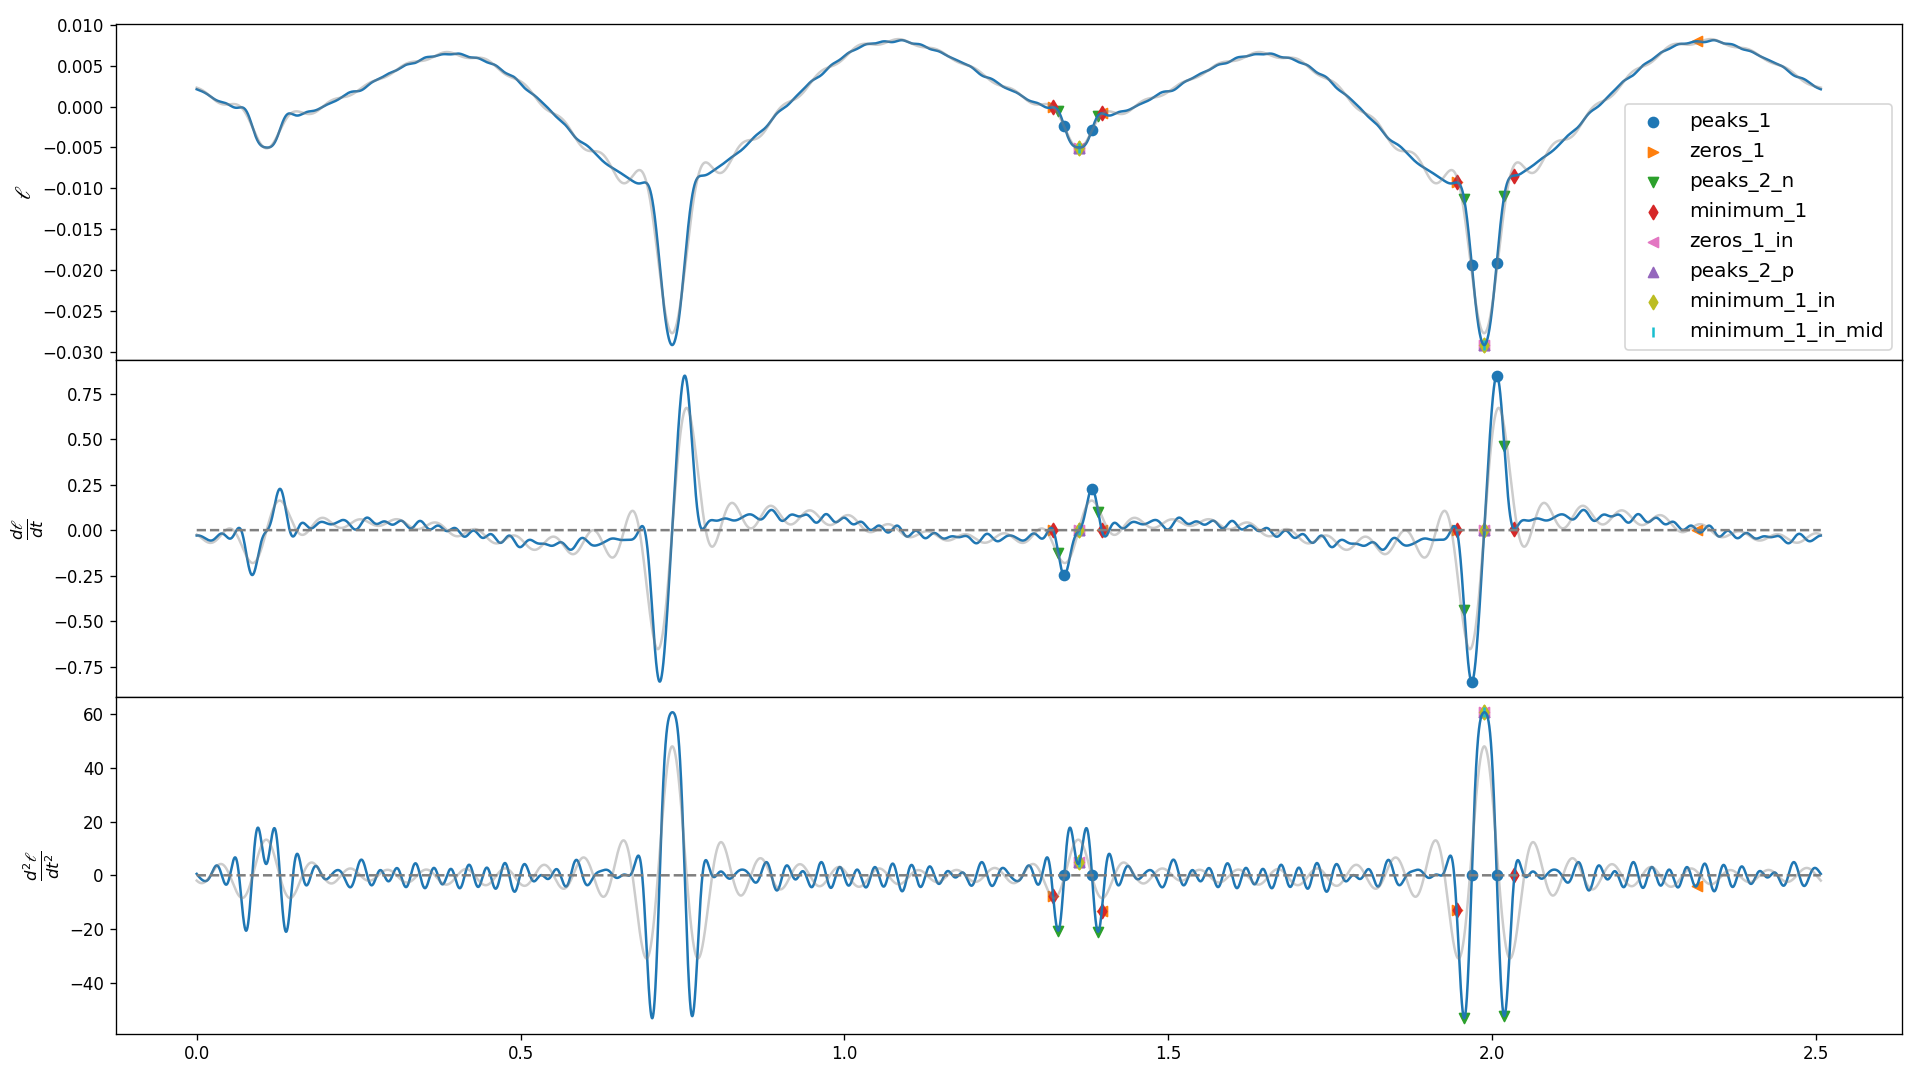 0.010
0.005
0.000
−0.005
−0.010
−0.015
−0.020
−0.025
−0.030
ℓ
peaks_1
zeros_1
peaks_2_n
minimum_1
zeros_1_in
peaks_2_p
minimum_1_in
minimum_1_in_mid
0.75
0.50
0.25
0.00
−0.25
−0.50
−0.75
dℓ
dt
60
40
20
0
−20
−40
d²ℓ
dt²
0.0 0.5 1.0 1.5 2.0 2.5